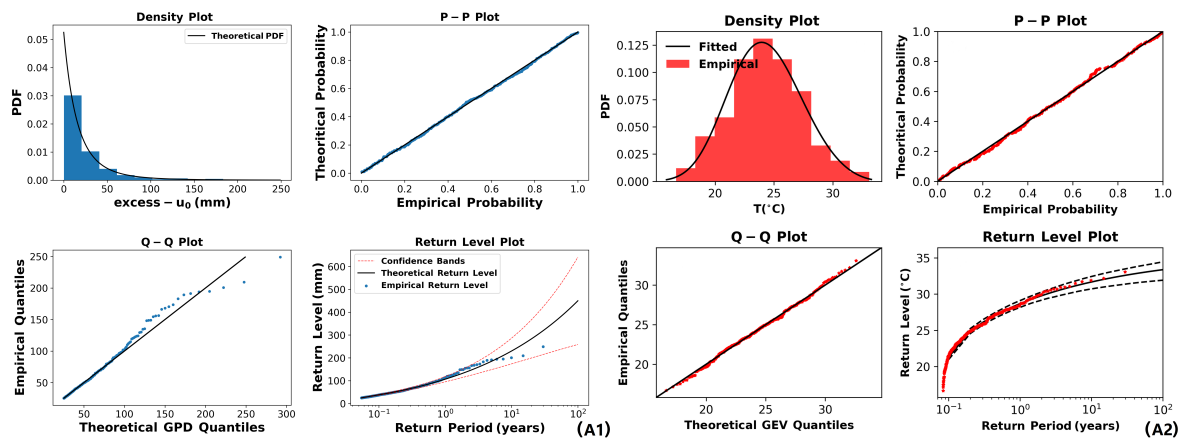 Density Plot
PDF
0.05
0.04
0.03
0.02
0.01
0.00
Theoretical PDF
0 50 100 150 200 250
excess − u0 (mm)
P − P Plot
Theoritical Probability
1.0
0.8
0.6
0.4
0.2
0.0
0.0 0.2 0.4 0.6 0.8 1.0
Empirical Probability
Density Plot
PDF
0.125
0.100
0.075
0.050
0.025
0.000
Fitted
Empirical
20 25 30
T(°C)
P − P Plot
Theoritical Probability
1.0
0.8
0.6
0.4
0.2
0.0
0.0 0.2 0.4 0.6 0.8 1.0
Empirical Probability
Q − Q Plot
Empirical Quantiles
250
200
150
100
50
50 100 150 200 250 300
Theoretical GPD Quantiles
Return Level Plot
Return Level (mm)
600
500
400
300
200
100
0
Confidence Bands
Theoretical Return Level
Empirical Return Level
10⁻¹ 10⁰ 10¹ 10²
Return Period (years)
(A1)
Q − Q Plot
Empirical Quantiles
30
25
20
20 25 30
Theoretical GEV Quantiles
Return Level Plot
Return Level (°C)
35
30
25
20
10⁻¹ 10⁰ 10¹ 10²
Return Period (years)
(A2)